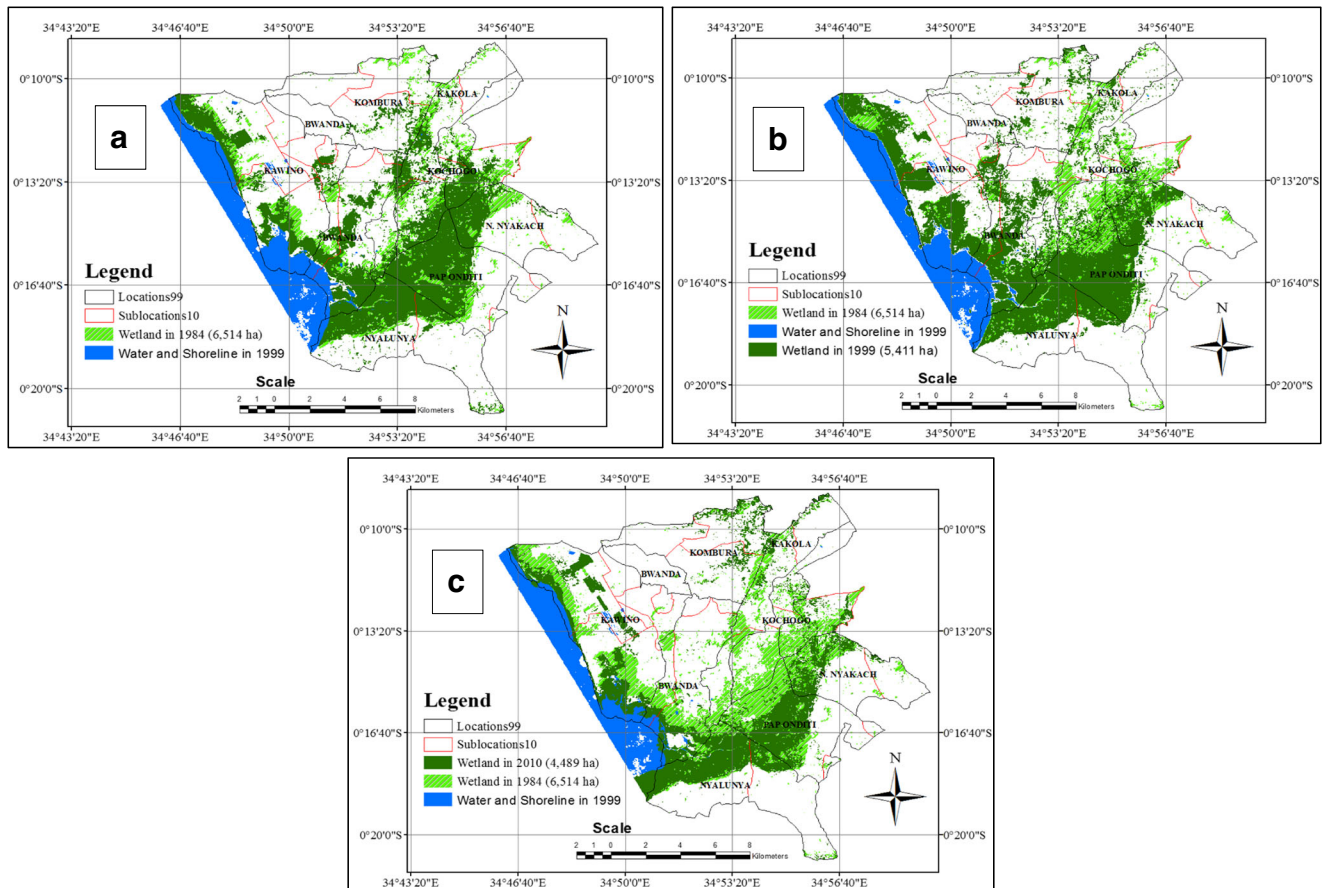 34°43'20"E 34°46'40"E 34°50'0"E 34°53'20"E 34°56'40"E
0°10'0"S 0°10'0"S
a
KAKOLA
KOMBURA
BWANDA
KAWINO KOCHOGO
0°13'20"S 0°13'20"S
N. NYAKACH
BWANDA
Legend
PAP ONDITI
0°16'40"S 0°16'40"S
Locations99
Sublocations10
Wetland in 1984 (6,514 ha)
Water and Shoreline in 1999
N
NYALUNYA
Scale
0°20'0"S 0°20'0"S
2 1 0 2 4 6 8
Kilometers
34°43'20"E 34°46'40"E 34°50'0"E 34°53'20"E 34°56'40"E
34°43'20"E 34°46'40"E 34°50'0"E 34°53'20"E 34°56'40"E
0°10'0"S 0°10'0"S
b
KAKOLA
KOMBURA
BWANDA
KAWINO KOCHOGO
0°13'20"S 0°13'20"S
N. NYAKACH
BWANDA
Legend
PAP ONDITI
0°16'40"S 0°16'40"S
Locations99
Sublocations10
Wetland in 1984 (6,514 ha)
Water and Shoreline in 1999
Wetland in 1999 (5,411 ha)
N
NYALUNYA
Scale
0°20'0"S 0°20'0"S
2 1 0 2 4 6 8
Kilometers
34°43'20"E 34°46'40"E 34°50'0"E 34°53'20"E 34°56'40"E
34°43'20"E 34°46'40"E 34°50'0"E 34°53'20"E 34°56'40"E
0°10'0"S 0°10'0"S
c
KAKOLA
KOMBURA
BWANDA
KAWINO KOCHOGO
0°13'20"S 0°13'20"S
N. NYAKACH
BWANDA
Legend
PAP ONDITI
0°16'40"S 0°16'40"S
Locations99
Sublocations10
Wetland in 2010 (4,489 ha)
Wetland in 1984 (6,514 ha)
Water and Shoreline in 1999
N
NYALUNYA
Scale
0°20'0"S 0°20'0"S
2 1 0 2 4 6 8
Kilometers
34°43'20"E 34°46'40"E 34°50'0"E 34°53'20"E 34°56'40"E